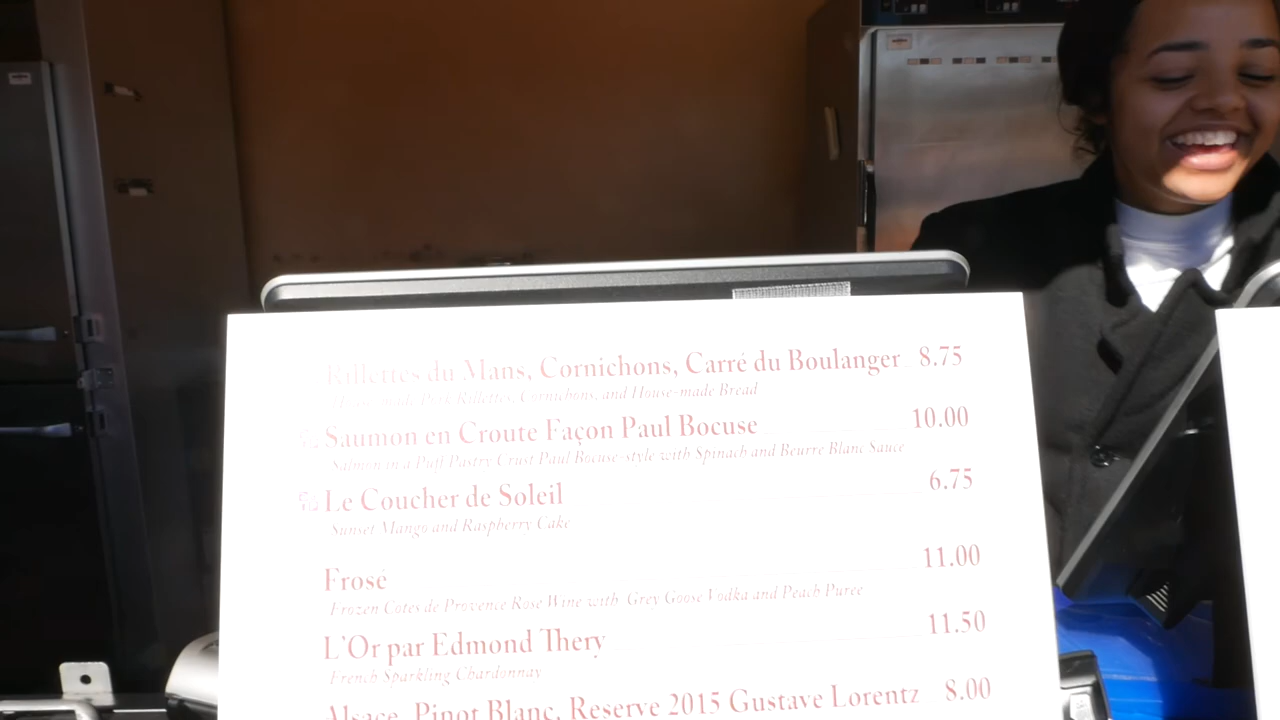 Rillettes du Mans, Cornichons, Carré du Boulanger 8.75
House-made Pork Rillettes, Cornichons, and House-made Bread
Saumon en Croute Façon Paul Bocuse 10.00
Salmon in a Puff Pastry Crust Paul Bocuse-style with Spinach and Beurre Blanc Sauce
Le Coucher de Soleil 6.75
Sunset Mango and Raspberry Cake
Frosé 11.00
Frozen Cotes de Provence Rose Wine with Grey Goose Vodka and Peach Puree
L'Or par Edmond Thery 11.50
French Sparkling Chardonnay
Alsace, Pinot Blanc, Reserve 2015 Gustave Lorentz 8.00